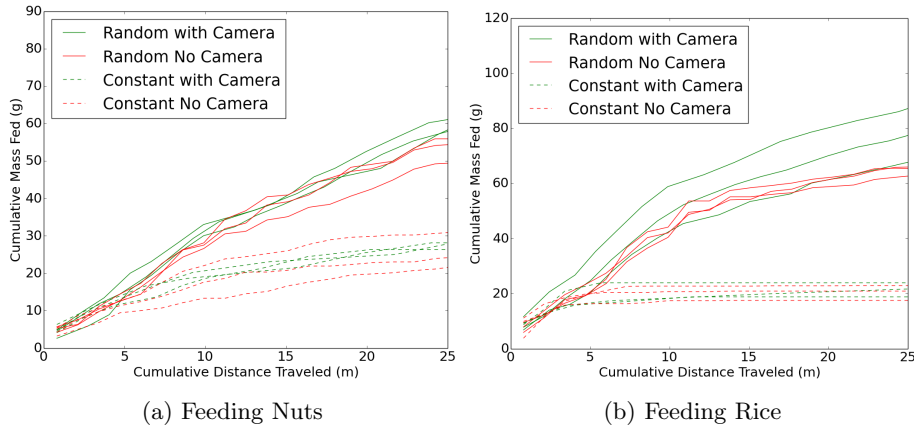 90
80
70
60
50
40
30
20
10
0
Cumulative Mass Fed (g)
Random with Camera
Random No Camera
Constant with Camera
Constant No Camera
0 5 10 15 20 25
Cumulative Distance Traveled (m)
(a) Feeding Nuts
120
100
80
60
40
20
0
Cumulative Mass Fed (g)
Random with Camera
Random No Camera
Constant with Camera
Constant No Camera
0 5 10 15 20 25
Cumulative Distance Traveled (m)
(b) Feeding Rice